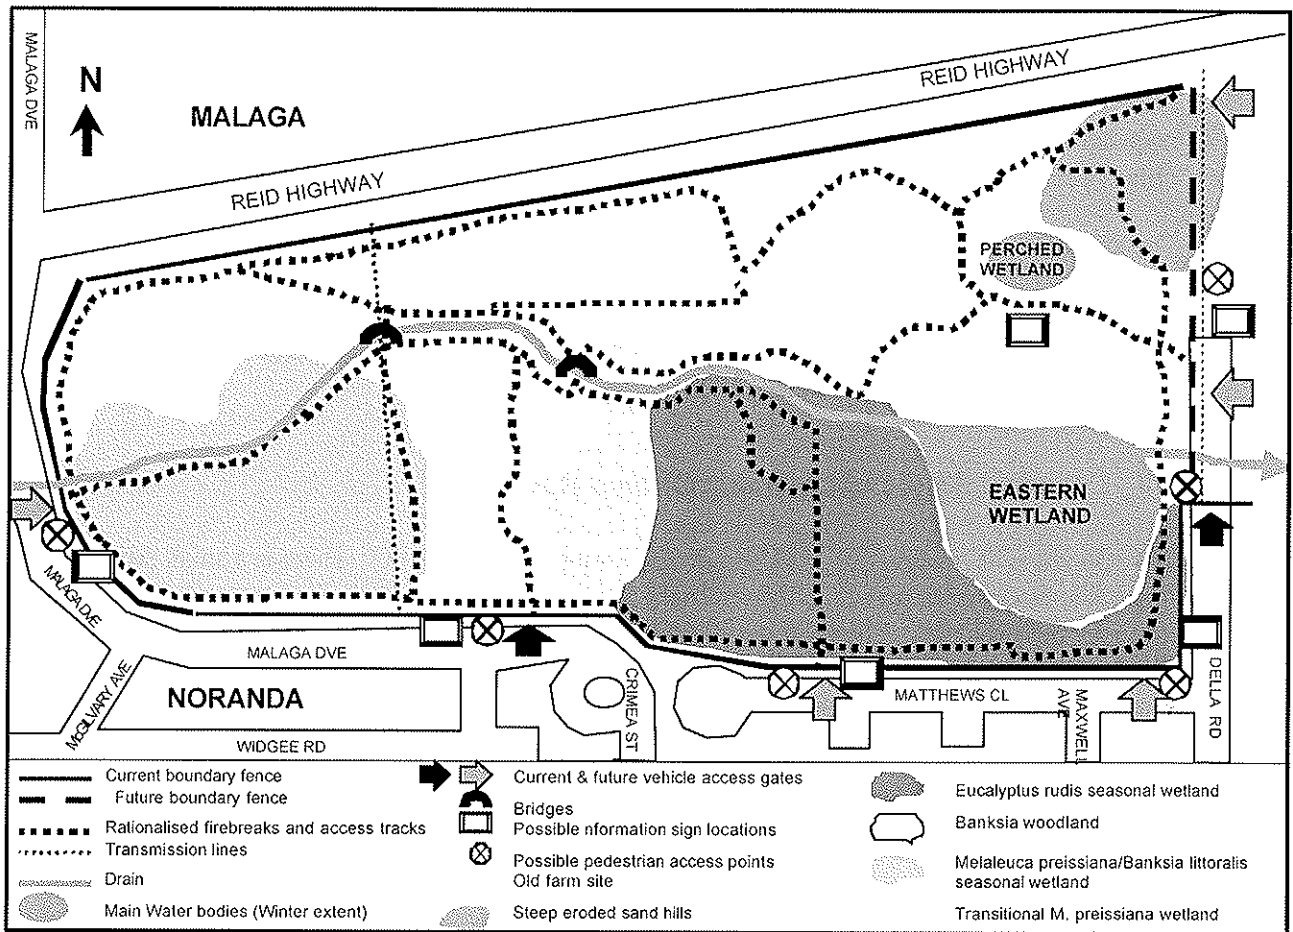 MALAGA DVE
N
MALAGA
REID HIGHWAY
REID HIGHWAY
PERCHED
WETLAND
EASTERN
WETLAND
MALAGA DVE
MALAGA DVE
McGILVARY AVE
NORANDA
WIDGEE RD
CRIMEA ST
MATTHEWS CL
MAXWELL
AVE
DELLA RD
Current boundary fence
Future boundary fence
Rationalised firebreaks and access tracks
Transmission lines
Drain
Main Water bodies (Winter extent)
Current & future vehicle access gates
Bridges
Possible nformation sign locations
Possible pedestrian access points
Old farm site
Steep eroded sand hills
Eucalyptus rudis seasonal wetland
Banksia woodland
Melaleuca preissiana/Banksia littoralis
seasonal wetland
Transitional M. preissiana wetland